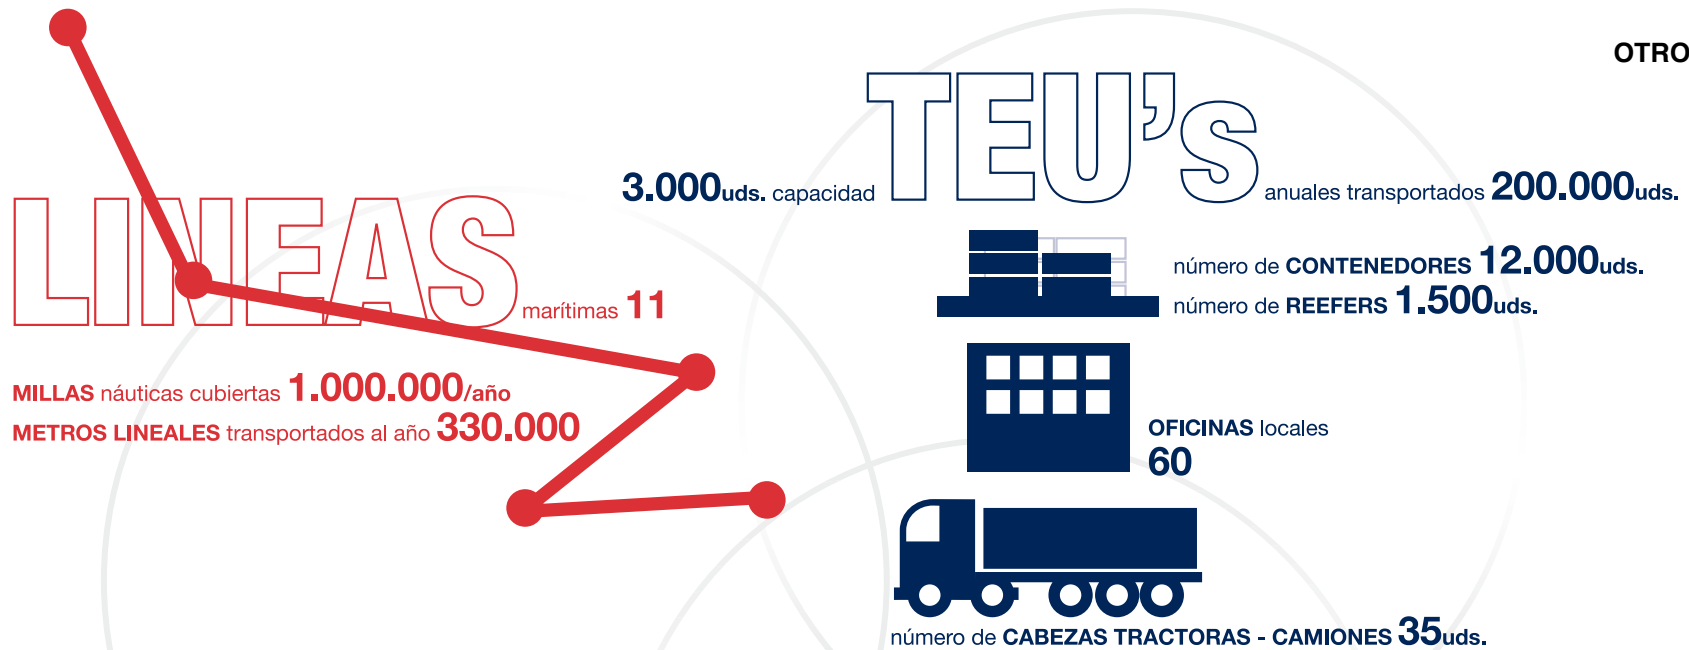 OTRO
LINEAS marítimas 11
MILLAS náuticas cubiertas 1.000.000/año
METROS LINEALES transportados al año 330.000
3.000uds. capacidad TEU's anuales transportados 200.000uds.
número de CONTENEDORES 12.000uds.
número de REEFERS 1.500uds.
OFICINAS locales
60
número de CABEZAS TRACTORAS - CAMIONES 35uds.